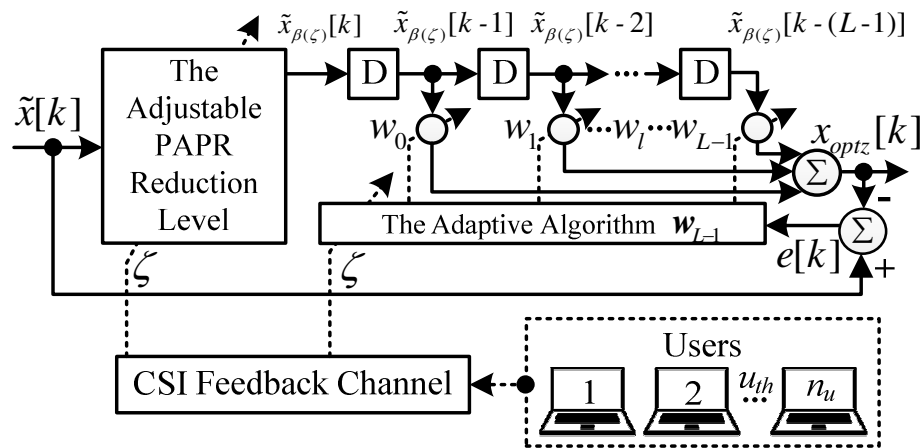 x̃_{β(ζ)}[k] x̃_{β(ζ)}[k-1] x̃_{β(ζ)}[k-2] x̃_{β(ζ)}[k-(L-1)]
The
Adjustable
PAPR
Reduction
Level
D D ... D
x̃[k]
w_0 w_1 ...w_l... w_{L-1}
x_{optz}[k]
Σ
-
The Adaptive Algorithm w_{L-1}
Σ
e[k]
+
ζ ζ
Users
CSI Feedback Channel
1 2 u_{th} ... n_u